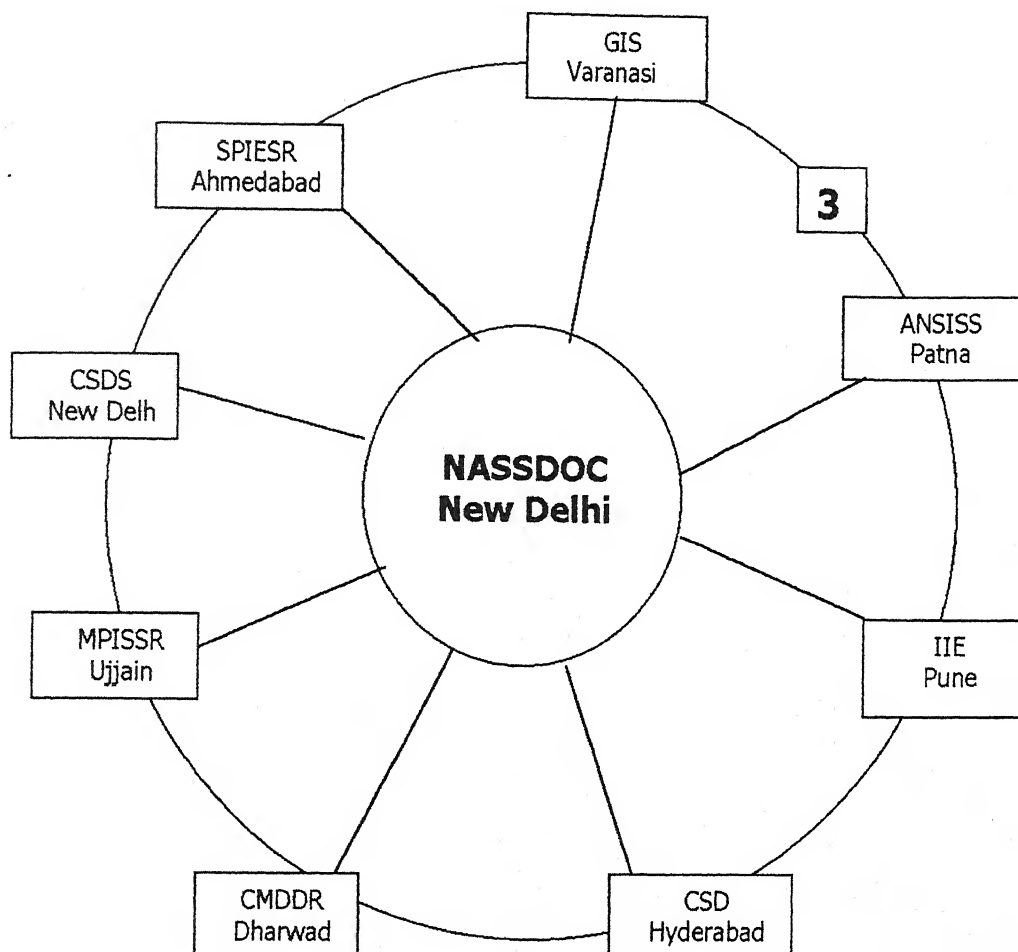 GIS
Varanasi
SPIESR
Ahmedabad
3
ANSISS
Patna
CSDS
New Delh
NASSDOC
New Delhi
MPISSR
Ujjain
IIE
Pune
CMDDR
Dharwad
CSD
Hyderabad